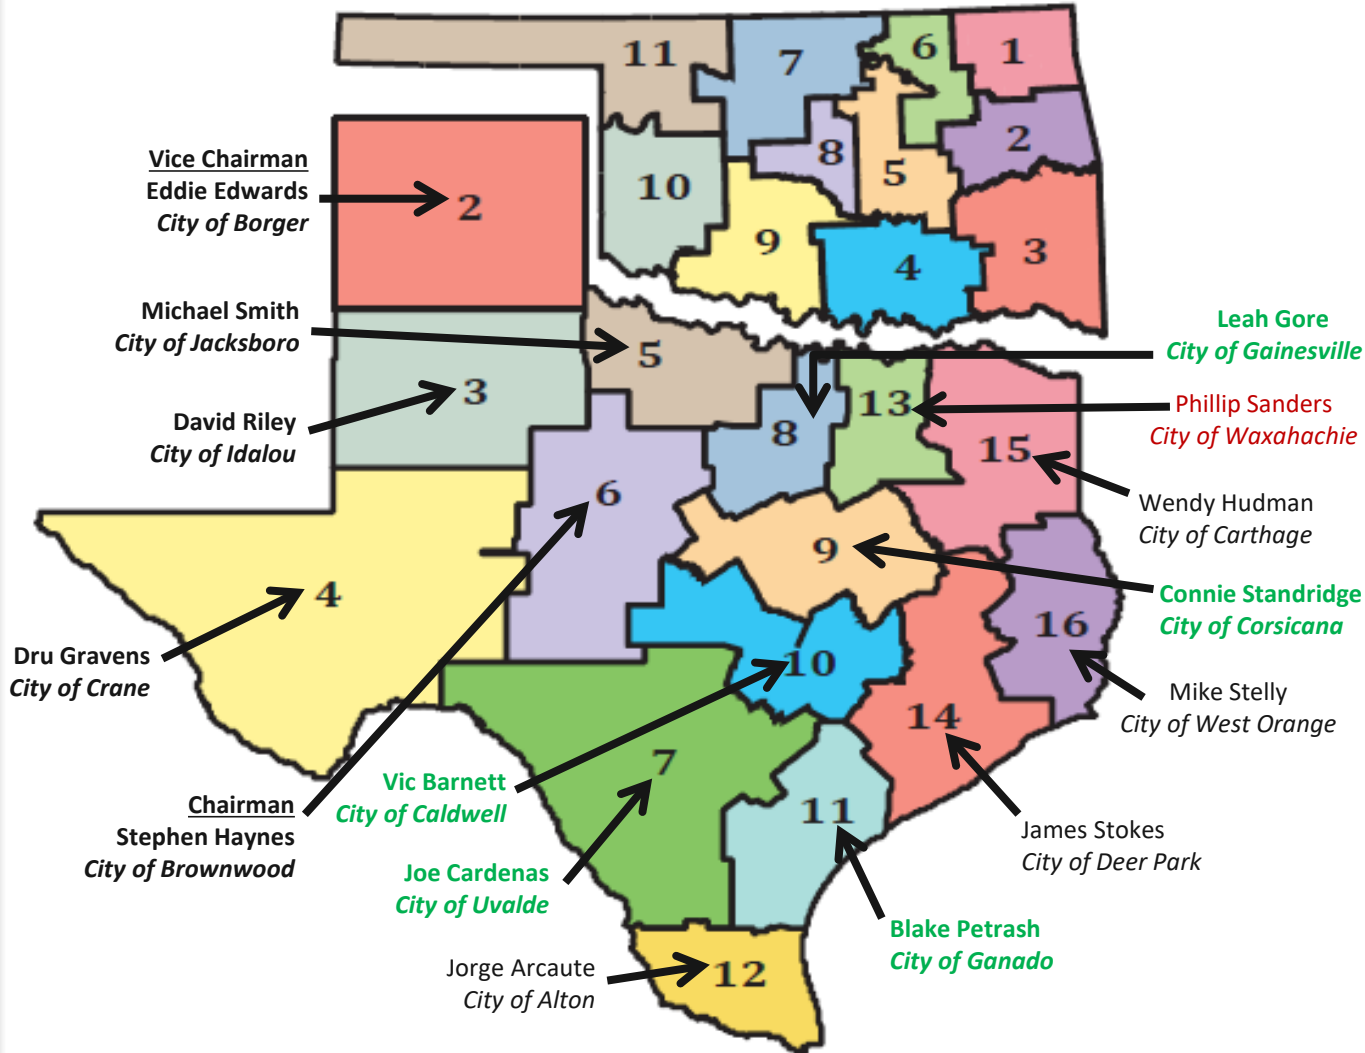 11
7
6
1
8
2
5
10
9
4
3
Vice Chairman
Eddie Edwards
City of Borger
2
Michael Smith
City of Jacksboro
5
Leah Gore
City of Gainesville
David Riley
City of Idalou
3
8
13
Phillip Sanders
City of Waxahachie
15
Wendy Hudman
City of Carthage
6
9
Connie Standridge
City of Corsicana
4
Dru Gravens
City of Crane
16
Mike Stelly
City of West Orange
10
14
7
Vic Barnett
City of Caldwell
Chairman
Stephen Haynes
City of Brownwood
11
James Stokes
City of Deer Park
Joe Cardenas
City of Uvalde
Blake Petrash
City of Ganado
Jorge Arcaute
City of Alton
12